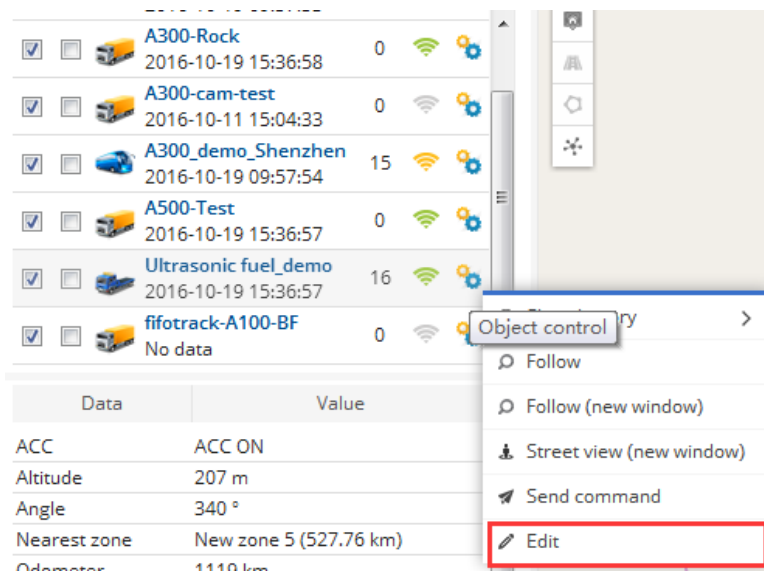 A300-Rock
2016-10-19 15:36:58
0
A300-cam-test
2016-10-11 15:04:33
0
A300_demo_Shenzhen
2016-10-19 09:57:54
15
A500-Test
2016-10-19 15:36:57
0
Ultrasonic fuel_demo
2016-10-19 15:36:57
16
fifotrack-A100-BF
No data
0
Object control
Follow
Follow (new window)
Street view (new window)
Send command
Edit
Data Value
ACC ACC ON
Altitude 207 m
Angle 340 °
Nearest zone New zone 5 (527.76 km)
Odometer 1119 km